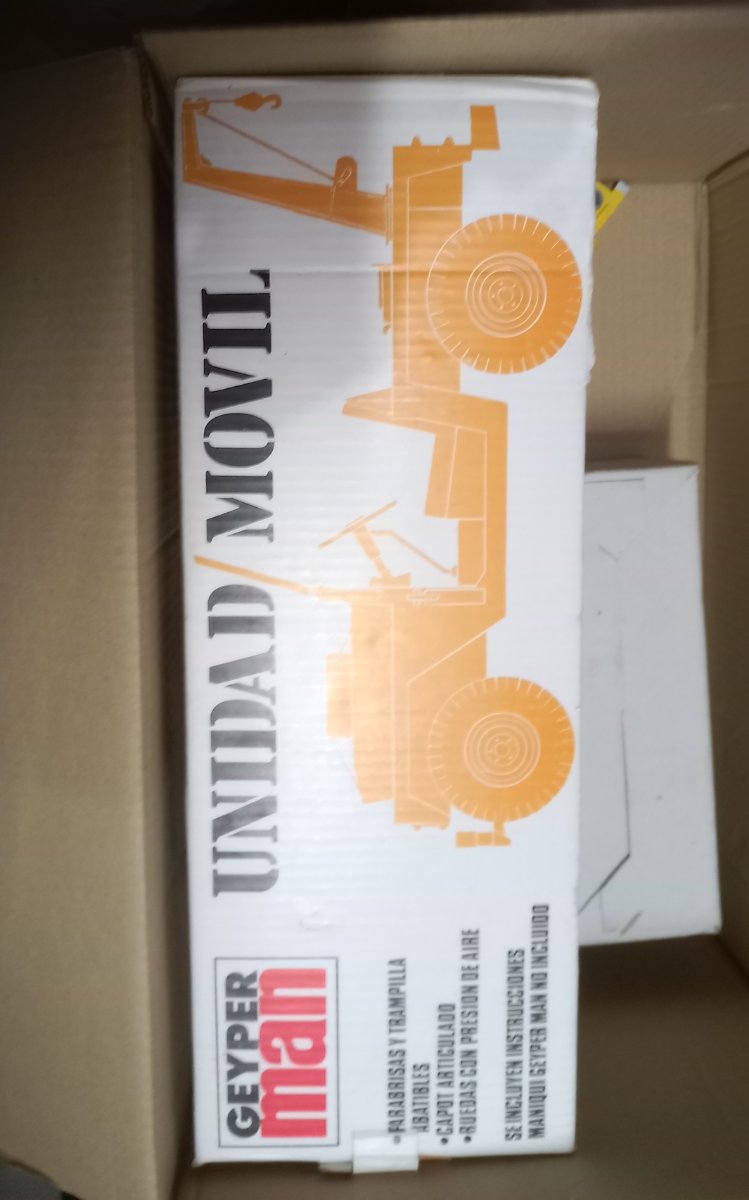 GEYPER
man
UNIDAD MOVIL
•PARABRISAS Y TRAMPILLA
ABATIBLES
•CAPOT ARTICULADO
•RUEDAS CON PRESION DE AIRE
SE INCLUYEN INSTRUCCIONES
MANIQUI GEYPER MAN NO INCLUIDO